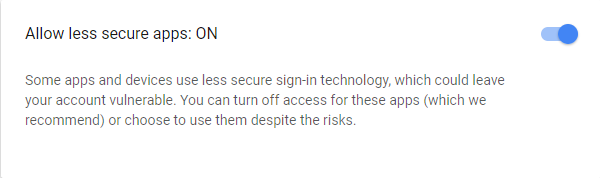 Allow less secure apps: ON
Some apps and devices use less secure sign-in technology, which could leave
your account vulnerable. You can turn off access for these apps (which we
recommend) or choose to use them despite the risks.